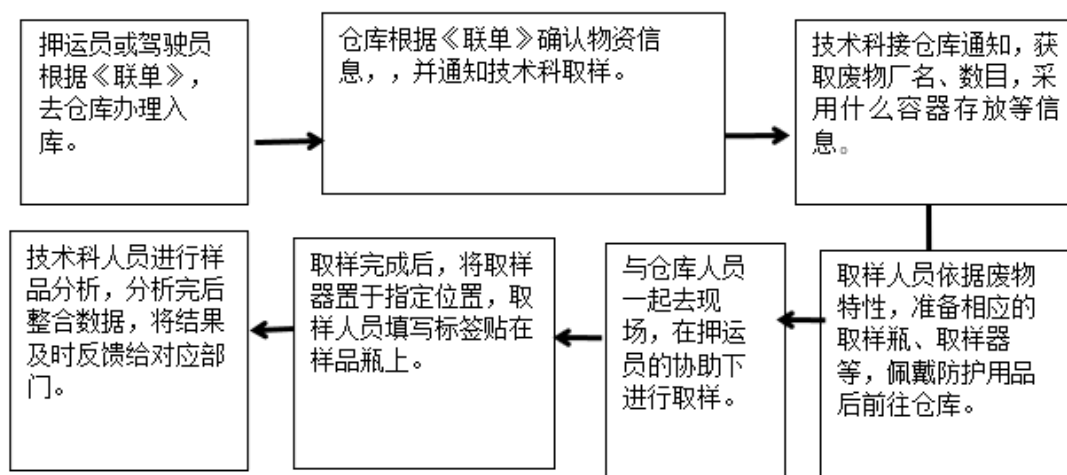 押运员或驾驶员
根据《联单》，
去仓库办理入
库。
仓库根据《联单》确认物资信
息，，并通知技术科取样。
技术科接仓库通知，获
取废物厂名、数目，采
用什么容器存放等信
息。
取样人员依据废物
特性，准备相应的
取样瓶、取样器
等，佩戴防护用品
后前往仓库。
与仓库人员
一起去现
场，在押运
员的协助下
进行取样。
取样完成后，将取样
器置于指定位置，取
样人员填写标签贴在
样品瓶上。
技术科人员进行样
品分析，分析完后
整合数据，将结果
及时反馈给对应部
门。